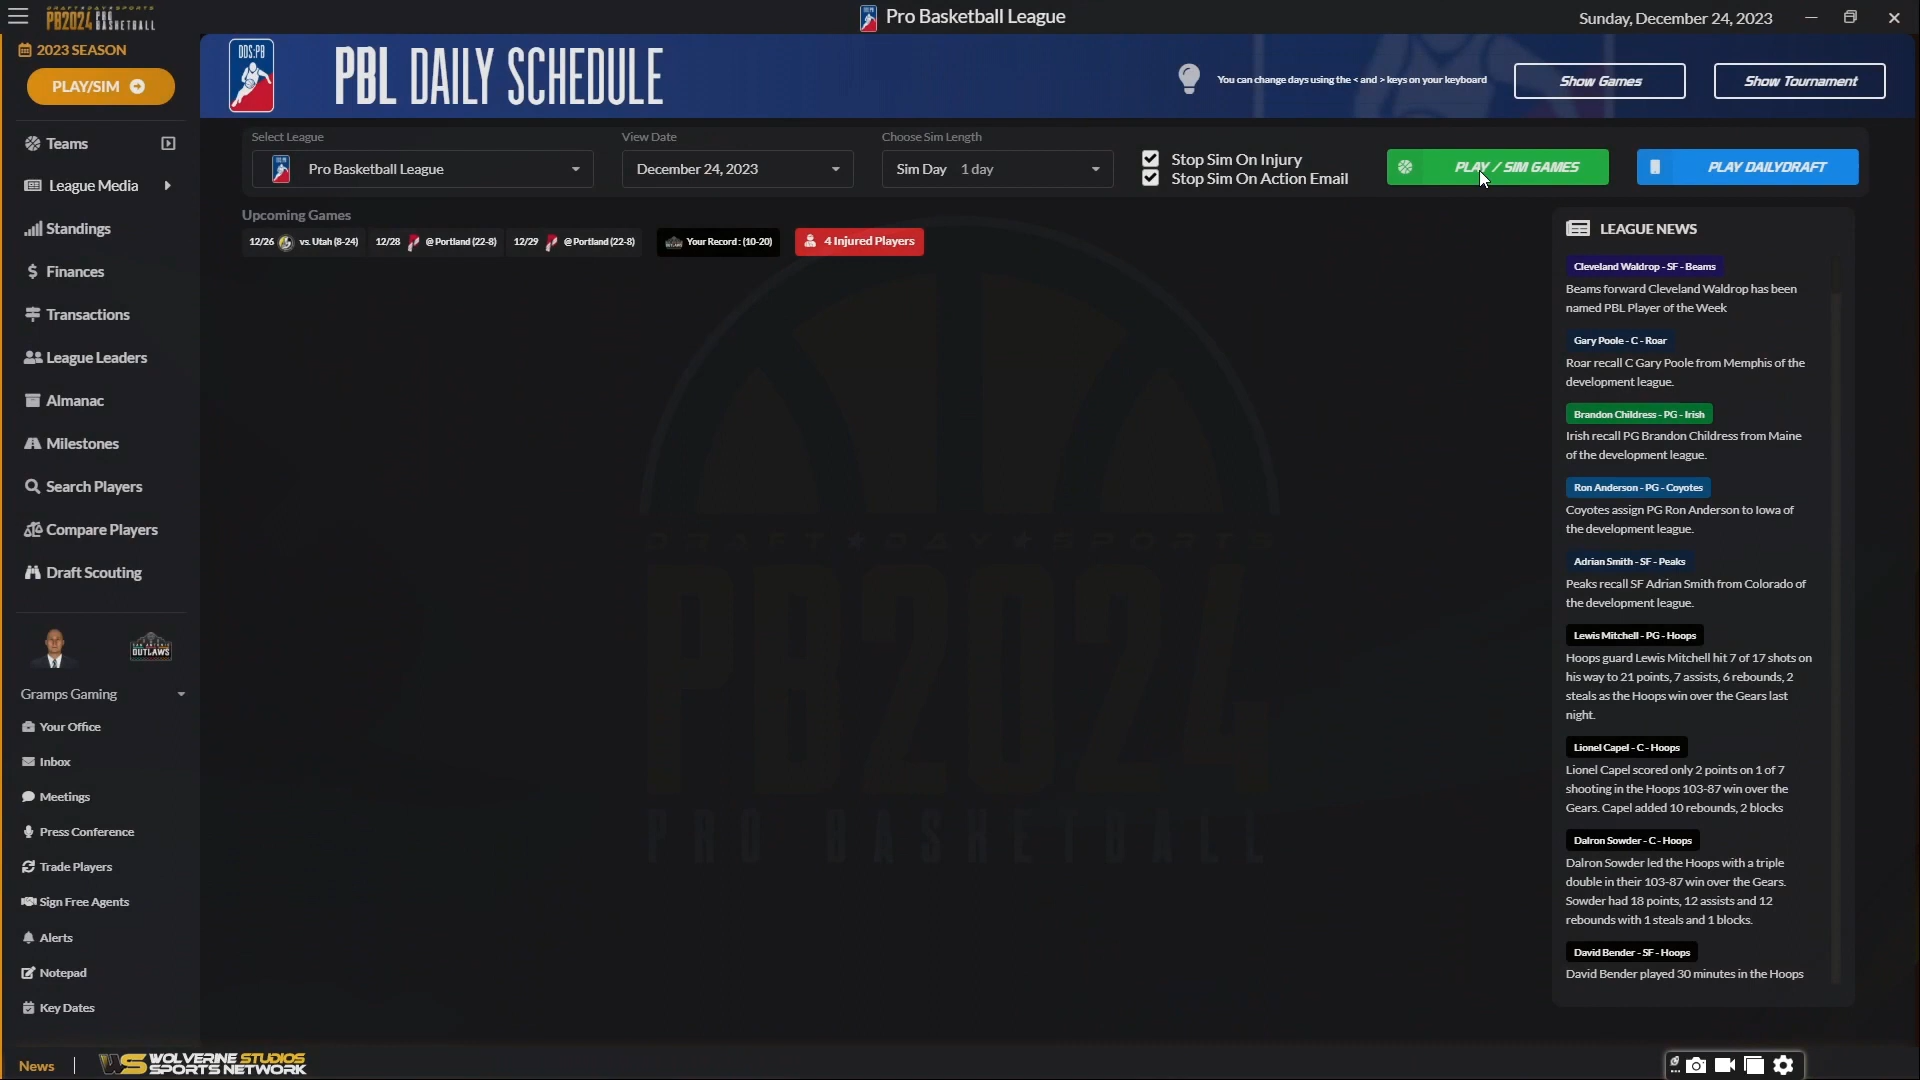 DRAFT DAY SPORTS
PB2024 PRO BASKETBALL
Pro Basketball League
Sunday, December 24, 2023
2023 SEASON
PLAY/SIM
Teams
League Media
Standings
Finances
Transactions
League Leaders
Almanac
Milestones
Search Players
Compare Players
Draft Scouting
SAN ANTONIO
OUTLAWS
Gramps Gaming
Your Office
Inbox
Meetings
Press Conference
Trade Players
Sign Free Agents
Alerts
Notepad
Key Dates
DDS:PB
PBL DAILY SCHEDULE
You can change days using the < and > keys on your keyboard
Show Games
Show Tournament
Select League
Pro Basketball League
View Date
December 24, 2023
Choose Sim Length
Sim Day 1 day
Stop Sim On Injury
Stop Sim On Action Email
PLAY / SIM GAMES
PLAY DAILYDRAFT
Upcoming Games
12/26 vs. Utah (8-24) 12/28 @ Portland (22-8) 12/29 @ Portland (22-8) Your Record : (10-20) 4 Injured Players
DRAFT DAY SPORTS
PB2024
PRO BASKETBALL
LEAGUE NEWS
Cleveland Waldrop - SF - Beams
Beams forward Cleveland Waldrop has been
named PBL Player of the Week
Gary Poole - C - Roar
Roar recall C Gary Poole from Memphis of the
development league.
Brandon Childress - PG - Irish
Irish recall PG Brandon Childress from Maine
of the development league.
Ron Anderson - PG - Coyotes
Coyotes assign PG Ron Anderson to Iowa of
the development league.
Adrian Smith - SF - Peaks
Peaks recall SF Adrian Smith from Colorado of
the development league.
Lewis Mitchell - PG - Hoops
Hoops guard Lewis Mitchell hit 7 of 17 shots on
his way to 21 points, 7 assists, 6 rebounds, 2
steals as the Hoops win over the Gears last
night.
Lionel Capel - C - Hoops
Lionel Capel scored only 2 points on 1 of 7
shooting in the Hoops 103-87 win over the
Gears. Capel added 10 rebounds, 2 blocks
Dalron Sowder - C - Hoops
Dalron Sowder led the Hoops with a triple
double in their 103-87 win over the Gears.
Sowder had 18 points, 12 assists and 12
rebounds with 1 steals and 1 blocks.
David Bender - SF - Hoops
David Bender played 30 minutes in the Hoops
News
WS WOLVERINE STUDIOS
SPORTS NETWORK